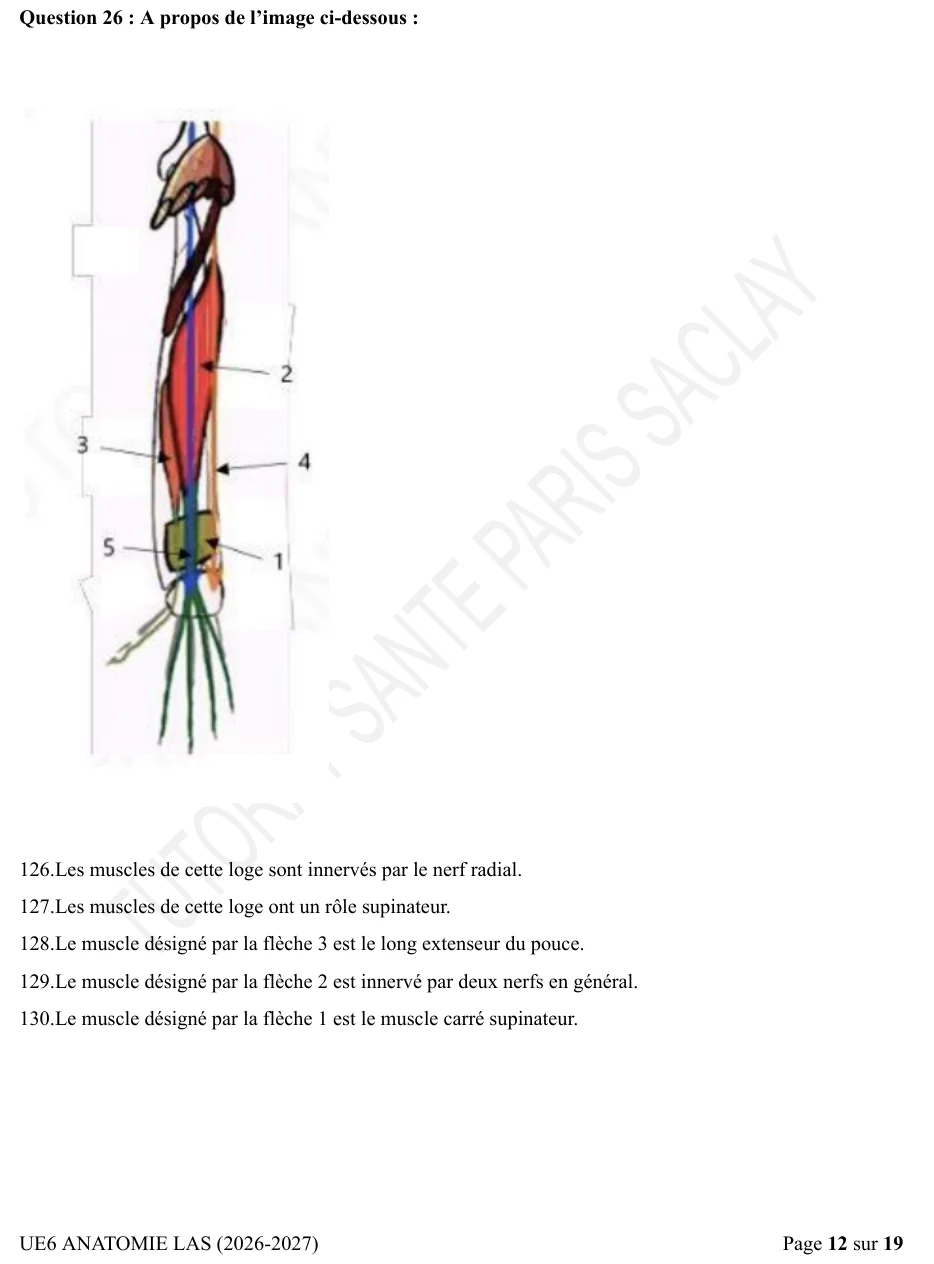 Question 26 : A propos de l’image ci-dessous :
2
3
4
5
1
TUTORAT SANTE PARIS SACLAY
126.Les muscles de cette loge sont innervés par le nerf radial.
127.Les muscles de cette loge ont un rôle supinateur.
128.Le muscle désigné par la flèche 3 est le long extenseur du pouce.
129.Le muscle désigné par la flèche 2 est innervé par deux nerfs en général.
130.Le muscle désigné par la flèche 1 est le muscle carré supinateur.
UE6 ANATOMIE LAS (2026-2027)
Page 12 sur 19